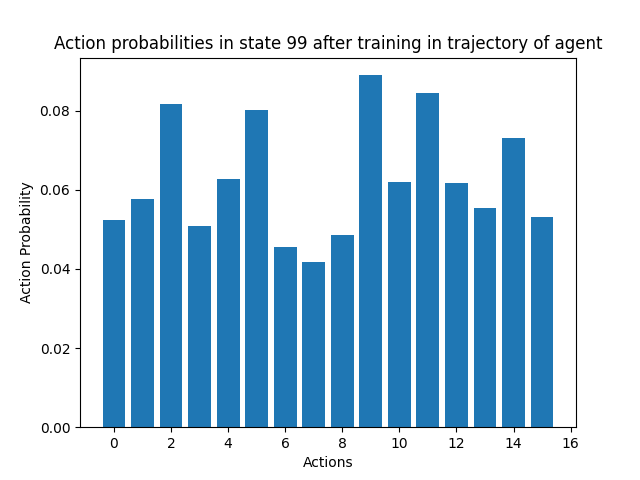 Action probabilities in state 99 after training in trajectory of agent
0.08
0.06
0.04
0.02
0.00
Action Probability
0 2 4 6 8 10 12 14 16
Actions